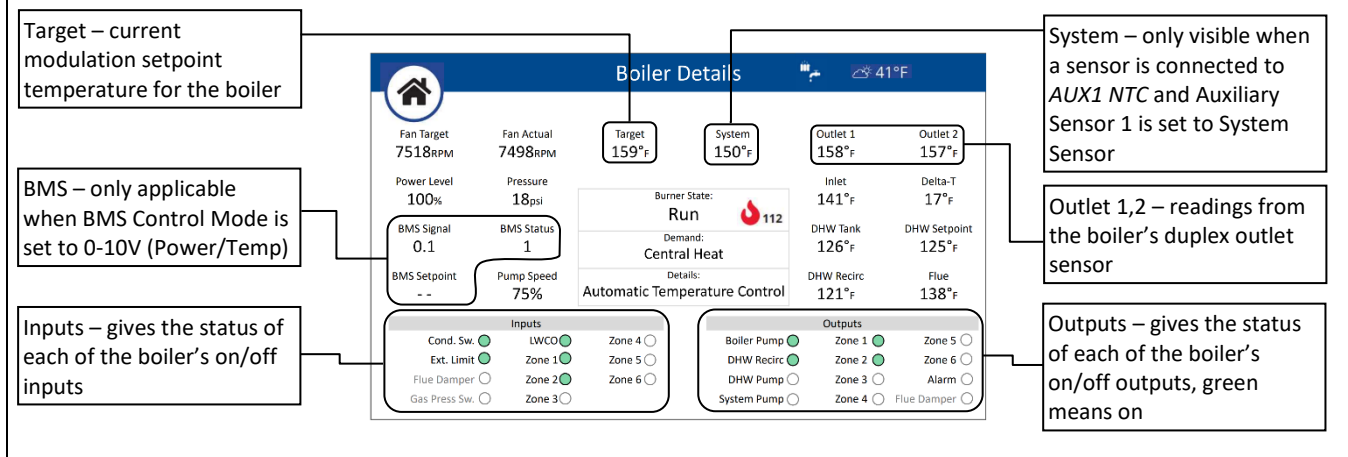 Target – current
modulation setpoint
temperature for the boiler
BMS – only applicable
when BMS Control Mode is
set to 0-10V (Power/Temp)
Inputs – gives the status of
each of the boiler's on/off
inputs
Boiler Details
41°F
Fan Target
7518RPM
Fan Actual
7498RPM
Target
159°F
System
150°F
Outlet 1
158°F
Outlet 2
157°F
Power Level
100%
Pressure
18psi
Burner State:
Run
112
Inlet
141°F
Delta-T
17°F
BMS Signal
0.1
BMS Status
1
Demand:
Central Heat
DHW Tank
126°F
DHW Setpoint
125°F
BMS Setpoint
- -
Pump Speed
75%
Details:
Automatic Temperature Control
DHW Recirc
121°F
Flue
138°F
Inputs
Cond. Sw. LWCO Zone 4
Ext. Limit Zone 1 Zone 5
Flue Damper Zone 2 Zone 6
Gas Press Sw. Zone 3
Outputs
Boiler Pump Zone 1 Zone 5
DHW Recirc Zone 2 Zone 6
DHW Pump Zone 3 Alarm
System Pump Zone 4 Flue Damper
System – only visible when
a sensor is connected to
AUX1 NTC and Auxiliary
Sensor 1 is set to System
Sensor
Outlet 1,2 – readings from
the boiler's duplex outlet
sensor
Outputs – gives the status
of each of the boiler's
on/off outputs, green
means on